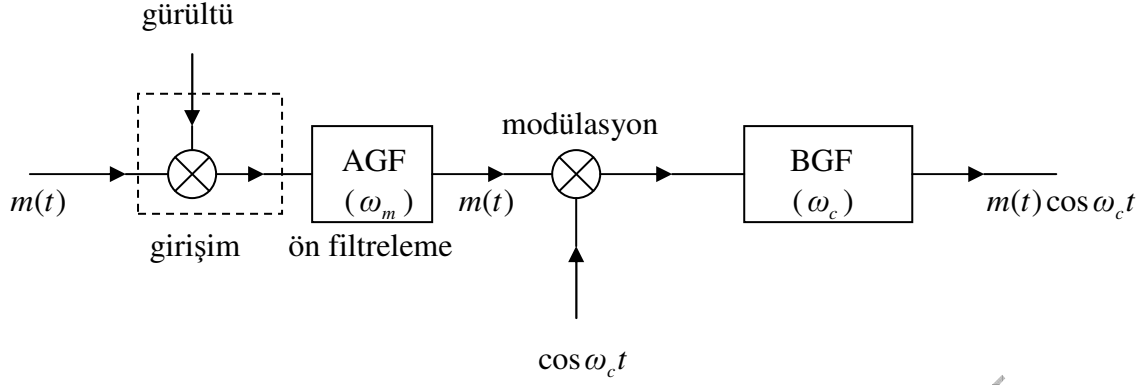 gürültü
modülasyon
AGF
(ω_m)
BGF
(ω_c)
m(t)
m(t)
m(t) cos ω_c t
girişim
ön filtreleme
cos ω_c t